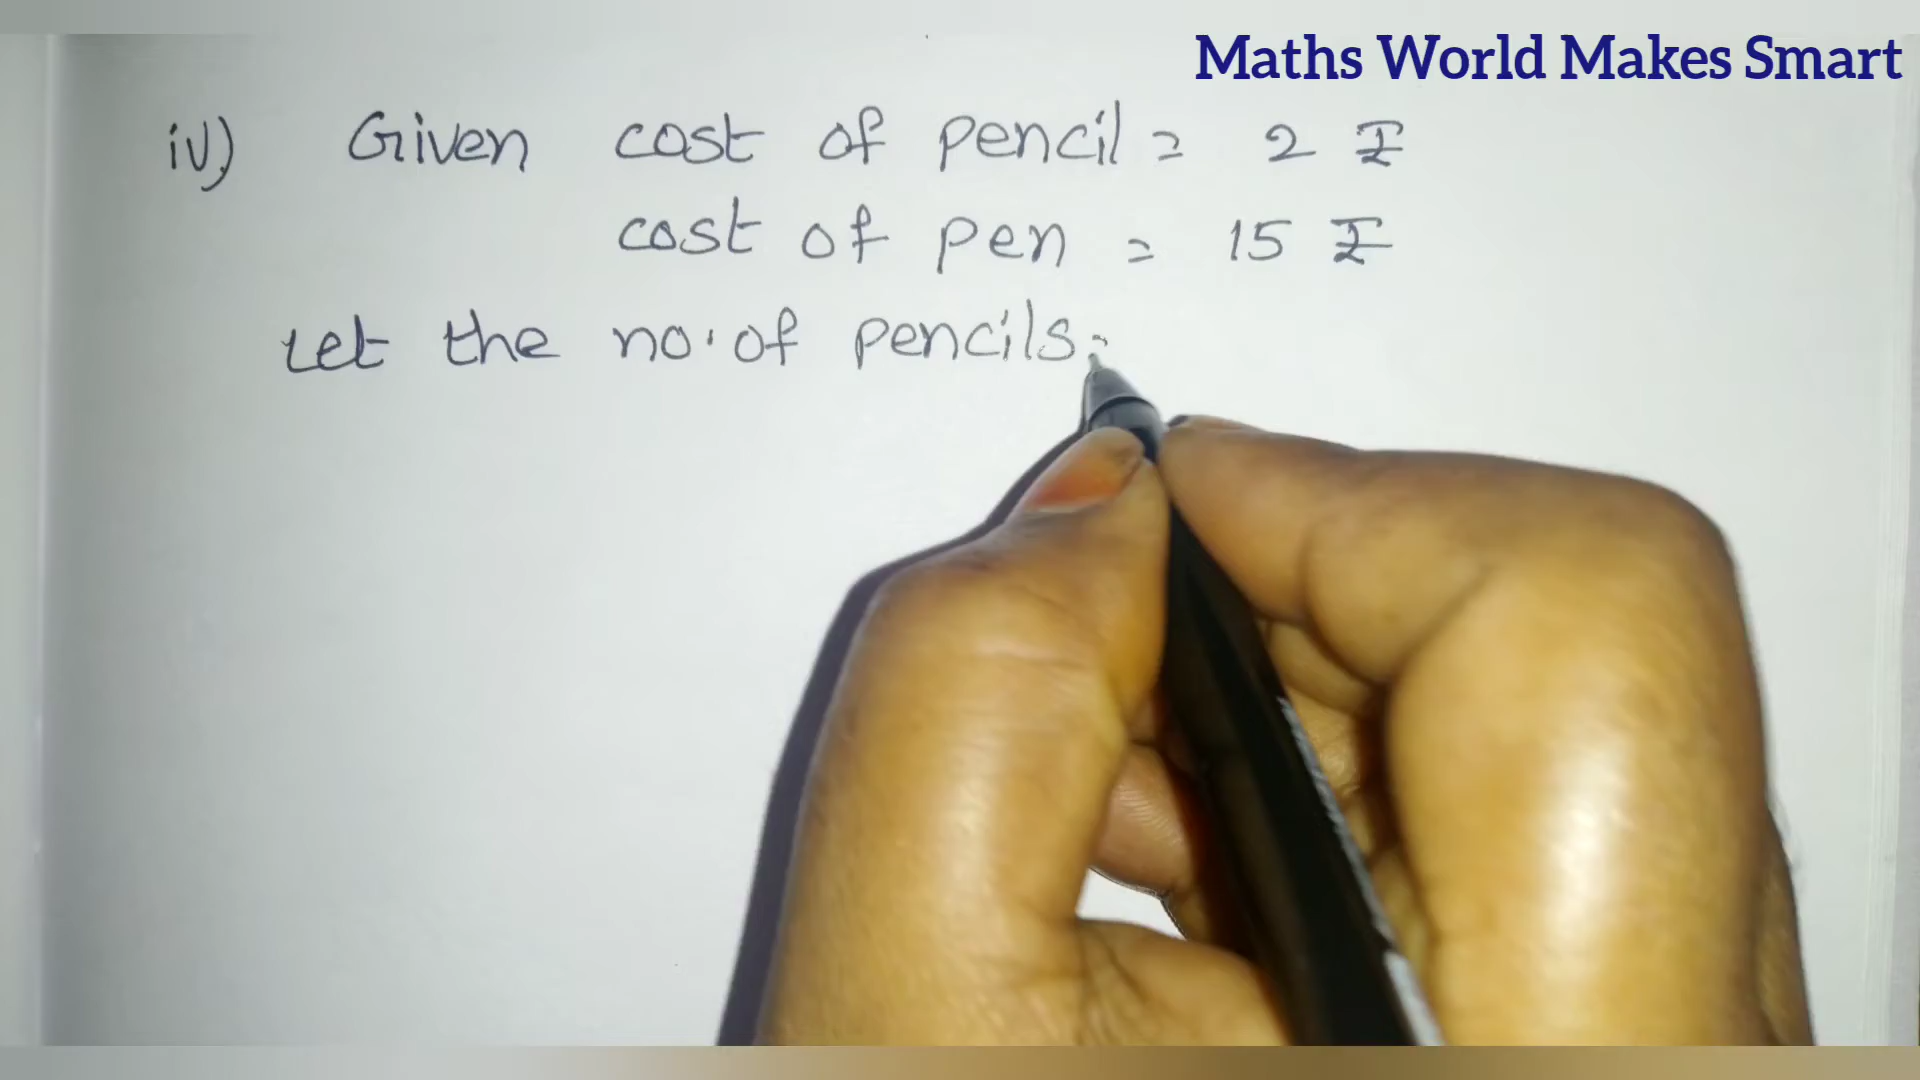 Maths World Makes Smart
iv) Given cost of pencil = 2 ₹
cost of pen = 15 ₹
Let the no. of pencils =